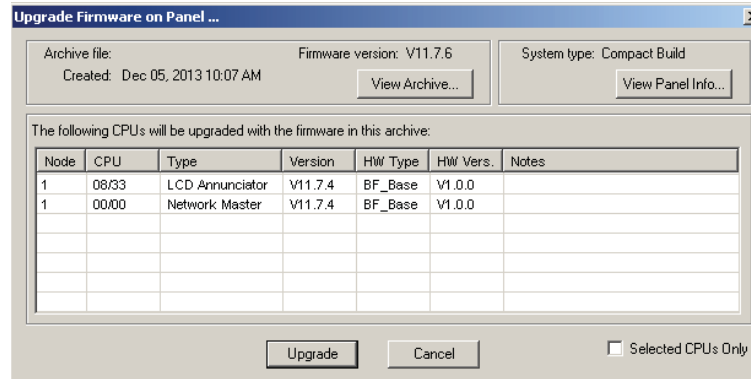 Upgrade Firmware on Panel ...
Archive file:
Firmware version: V11.7.6
System type: Compact Build
Created: Dec 05, 2013 10:07 AM
View Archive...
View Panel Info...
The following CPUs will be upgraded with the firmware in this archive:
Node CPU Type Version HW Type HW Vers. Notes
1 08/33 LCD Annunciator V11.7.4 BF_Base V1.0.0
1 00/00 Network Master V11.7.4 BF_Base V1.0.0
Upgrade Cancel Selected CPUs Only